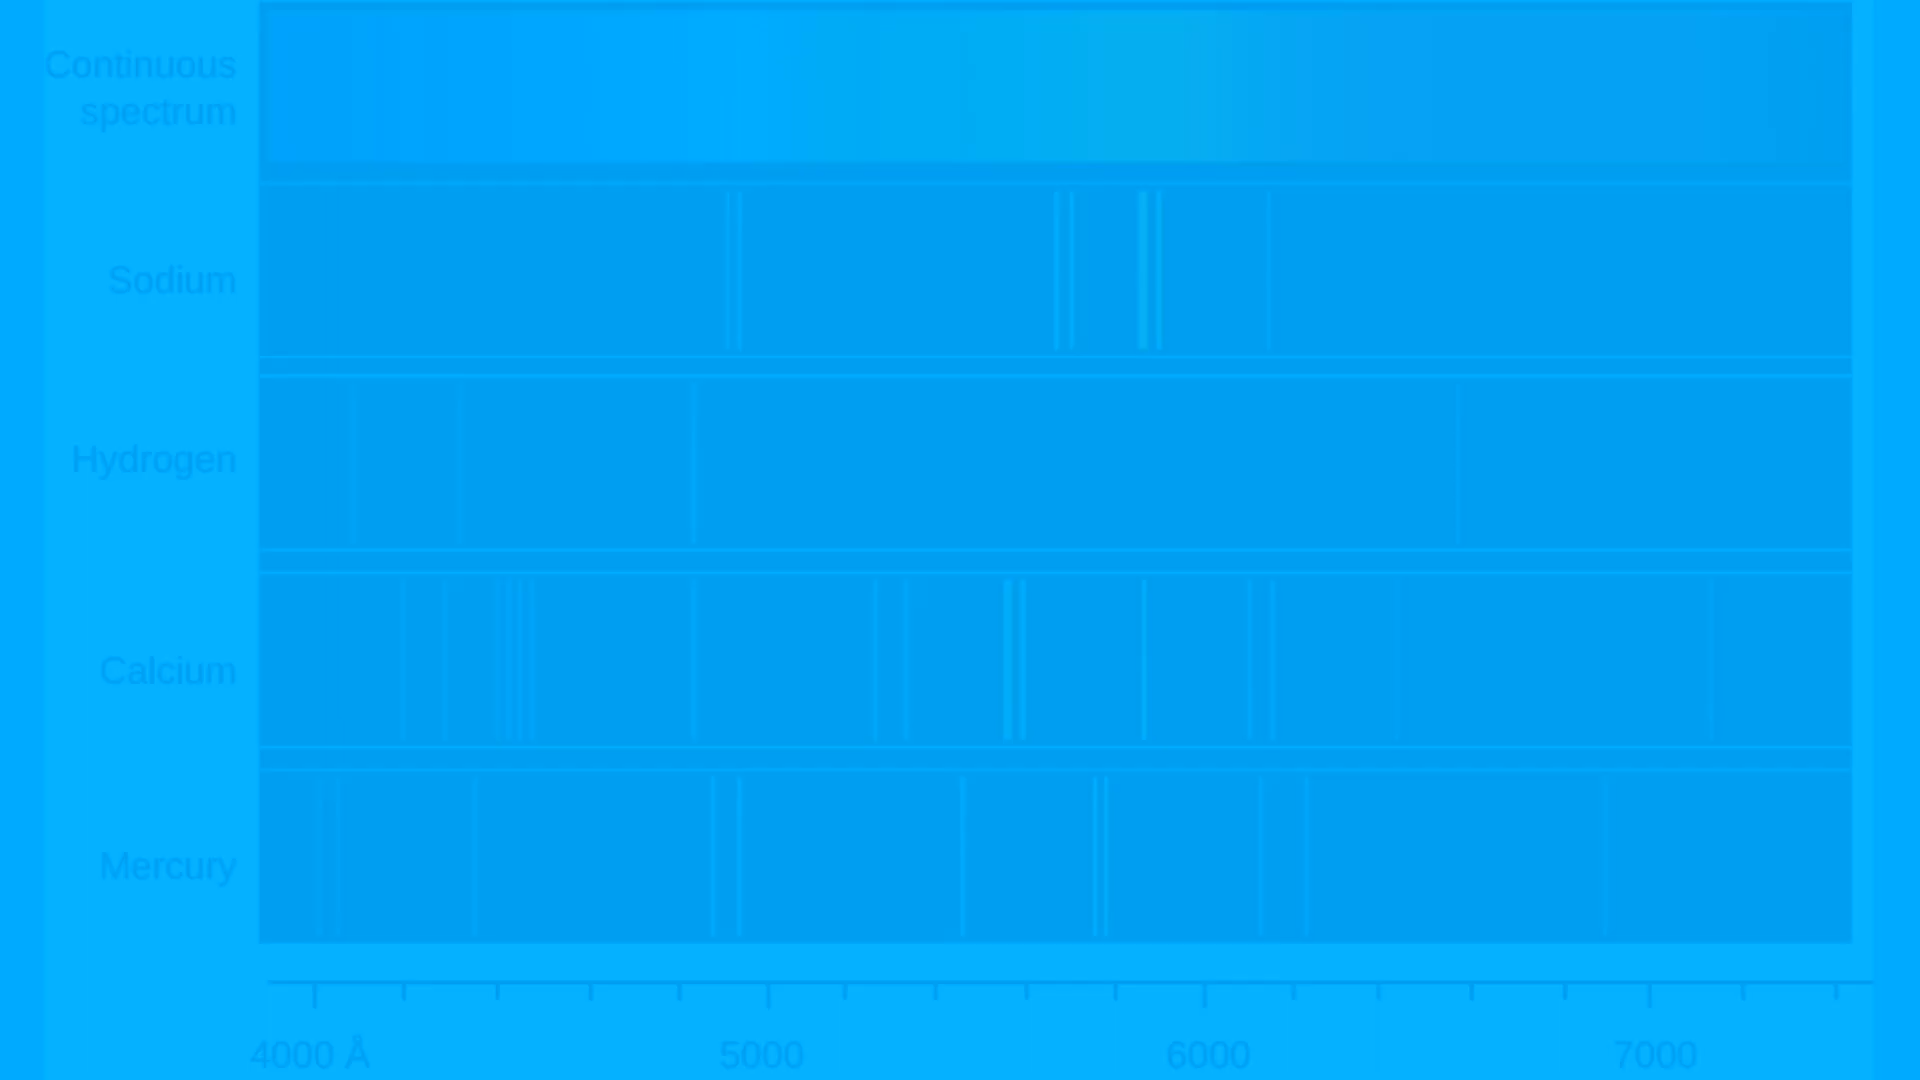 Continuous
spectrum
Sodium
Hydrogen
Calcium
Mercury
4000 Å 5000 6000 7000